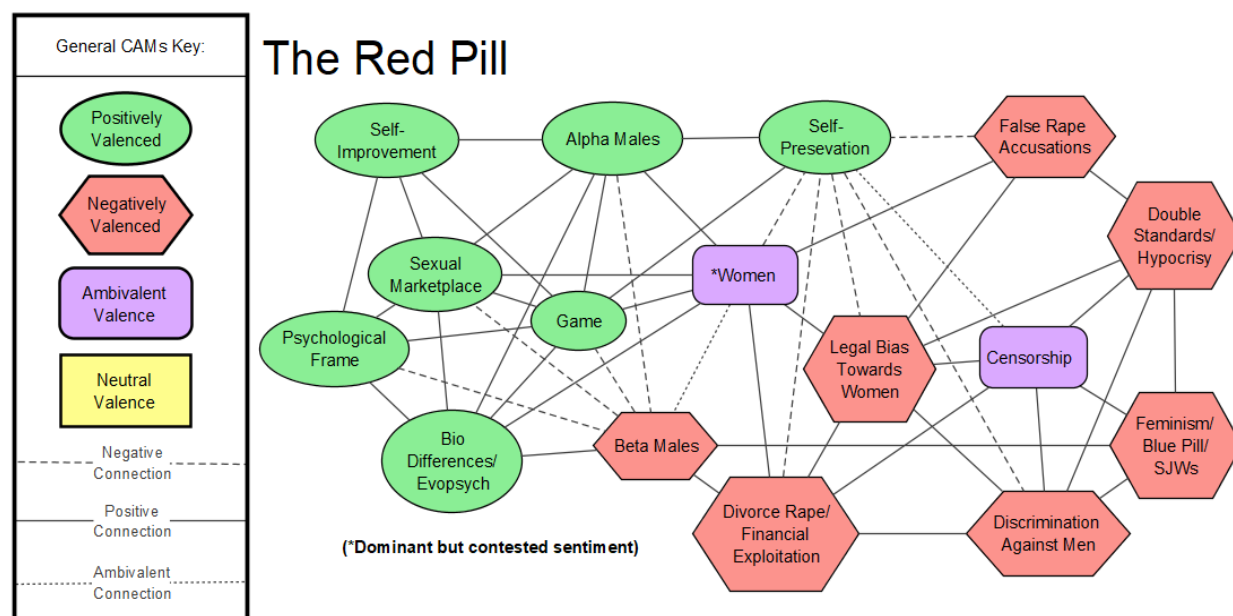 General CAMs Key:
Positively
Valenced
Negatively
Valenced
Ambivalent
Valence
Neutral
Valence
Negative
Connection
Positive
Connection
Ambivalent
Connection
The Red Pill
Self-
Improvement
Alpha Males
Self-
Presevation
False Rape
Accusations
Double
Standards/
Hypocrisy
Sexual
Marketplace
*Women
Game
Psychological
Frame
Legal Bias
Towards
Women
Censorship
Bio
Differences/
Evopsych
Beta Males
Feminism/
Blue Pill/
SJWs
Divorce Rape/
Financial
Exploitation
Discrimination
Against Men
(*Dominant but contested sentiment)